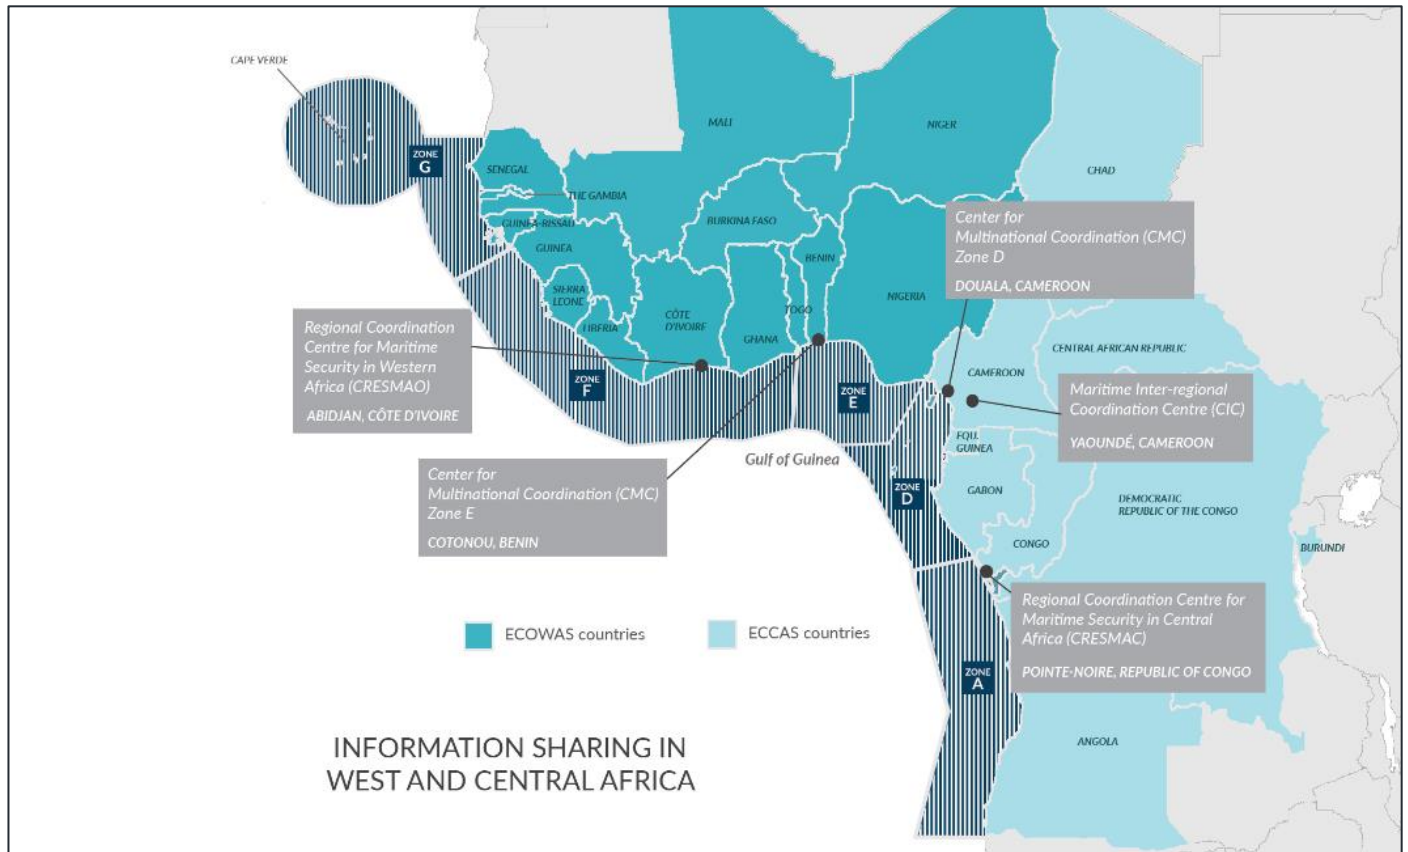 CAPE VERDE
ZONE
G
SENEGAL
THE GAMBIA
GUINEA-BISSAU
GUINEA
SIERRA
LEONE
LIBERIA
CÔTE
D'IVOIRE
MALI
BURKINA FASO
GHANA
TOGO
BENIN
NIGER
NIGERIA
CHAD
Center for
Multinational Coordination (CMC)
Zone D
DOUALA, CAMEROON
CENTRAL AFRICAN REPUBLIC
CAMEROON
Regional Coordination
Centre for Maritime
Security in Western
Africa (CRESMAO)
ABIDJAN, CÔTE D'IVOIRE
ZONE
F
ZONE
E
Maritime Inter-regional
Coordination Centre (CIC)
YAOUNDÉ, CAMEROON
EQU.
GUINEA
Gulf of Guinea
Center for
Multinational Coordination (CMC)
Zone E
COTONOU, BENIN
ZONE
D
GABON
CONGO
DEMOCRATIC
REPUBLIC OF THE CONGO
BURUNDI
Regional Coordination Centre for
Maritime Security in Central
Africa (CRESMAC)
POINTE-NOIRE, REPUBLIC OF CONGO
ECOWAS countries
ECCAS countries
ZONE
A
ANGOLA
INFORMATION SHARING IN
WEST AND CENTRAL AFRICA